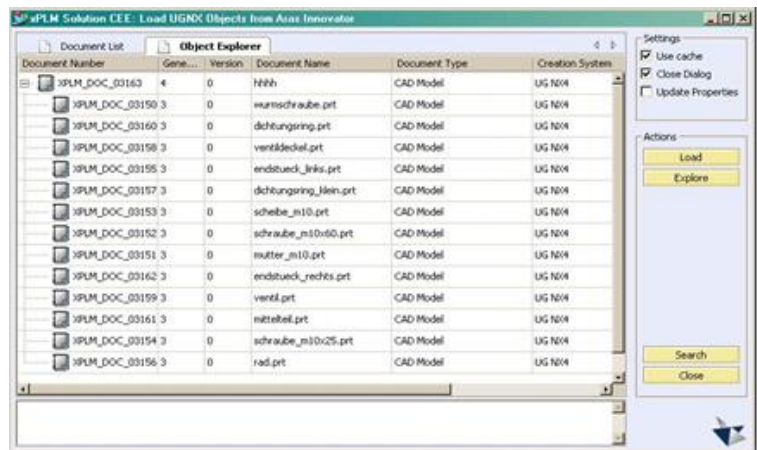 xPLM Solution CEE: Load UGNX Objects from Aras Innovator
Document List Object Explorer
Document Number Gene... Version Document Name Document Type Creation System
XPLM_DOC_03163 4 0 hhhh CAD Model UG NX4
XPLM_DOC_03150 3 0 wurmschraube.prt CAD Model UG NX4
XPLM_DOC_03160 3 0 dichtungsring.prt CAD Model UG NX4
XPLM_DOC_03158 3 0 ventildeckel.prt CAD Model UG NX4
XPLM_DOC_03155 3 0 endstueck_links.prt CAD Model UG NX4
XPLM_DOC_03157 3 0 dichtungsring_klein.prt CAD Model UG NX4
XPLM_DOC_03153 3 0 scheibe_m10.prt CAD Model UG NX4
XPLM_DOC_03152 3 0 schraube_m10x60.prt CAD Model UG NX4
XPLM_DOC_03151 3 0 mutter_m10.prt CAD Model UG NX4
XPLM_DOC_03162 3 0 endstueck_rechts.prt CAD Model UG NX4
XPLM_DOC_03159 3 0 ventil.prt CAD Model UG NX4
XPLM_DOC_03161 3 0 mittelteil.prt CAD Model UG NX4
XPLM_DOC_03154 3 0 schraube_m10x25.prt CAD Model UG NX4
XPLM_DOC_03156 3 0 rad.prt CAD Model UG NX4
Settings
Use cache
Close Dialog
Update Properties
Actions
Load
Explore
Search
Close